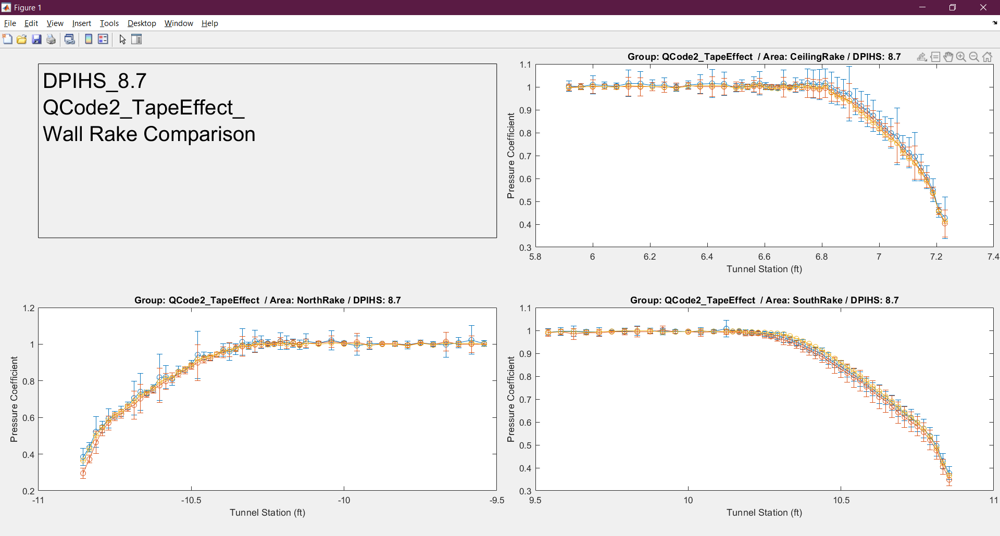 Figure 1
File Edit View Insert Tools Desktop Window Help
DPIHS_8.7
QCode2_TapeEffect_
Wall Rake Comparison
Group: QCode2_TapeEffect / Area: CeilingRake / DPIHS: 8.7
Pressure Coefficient
1.1
1
0.9
0.8
0.7
0.6
0.5
0.4
0.3
5.8 6 6.2 6.4 6.6 6.8 7 7.2 7.4
Tunnel Station (ft)
Group: QCode2_TapeEffect / Area: NorthRake / DPIHS: 8.7
Pressure Coefficient
1.2
1
0.8
0.6
0.4
0.2
-11 -10.5 -10 -9.5
Tunnel Station (ft)
Group: QCode2_TapeEffect / Area: SouthRake / DPIHS: 8.7
Pressure Coefficient
1.1
1
0.9
0.8
0.7
0.6
0.5
0.4
0.3
9.5 10 10.5 11
Tunnel Station (ft)